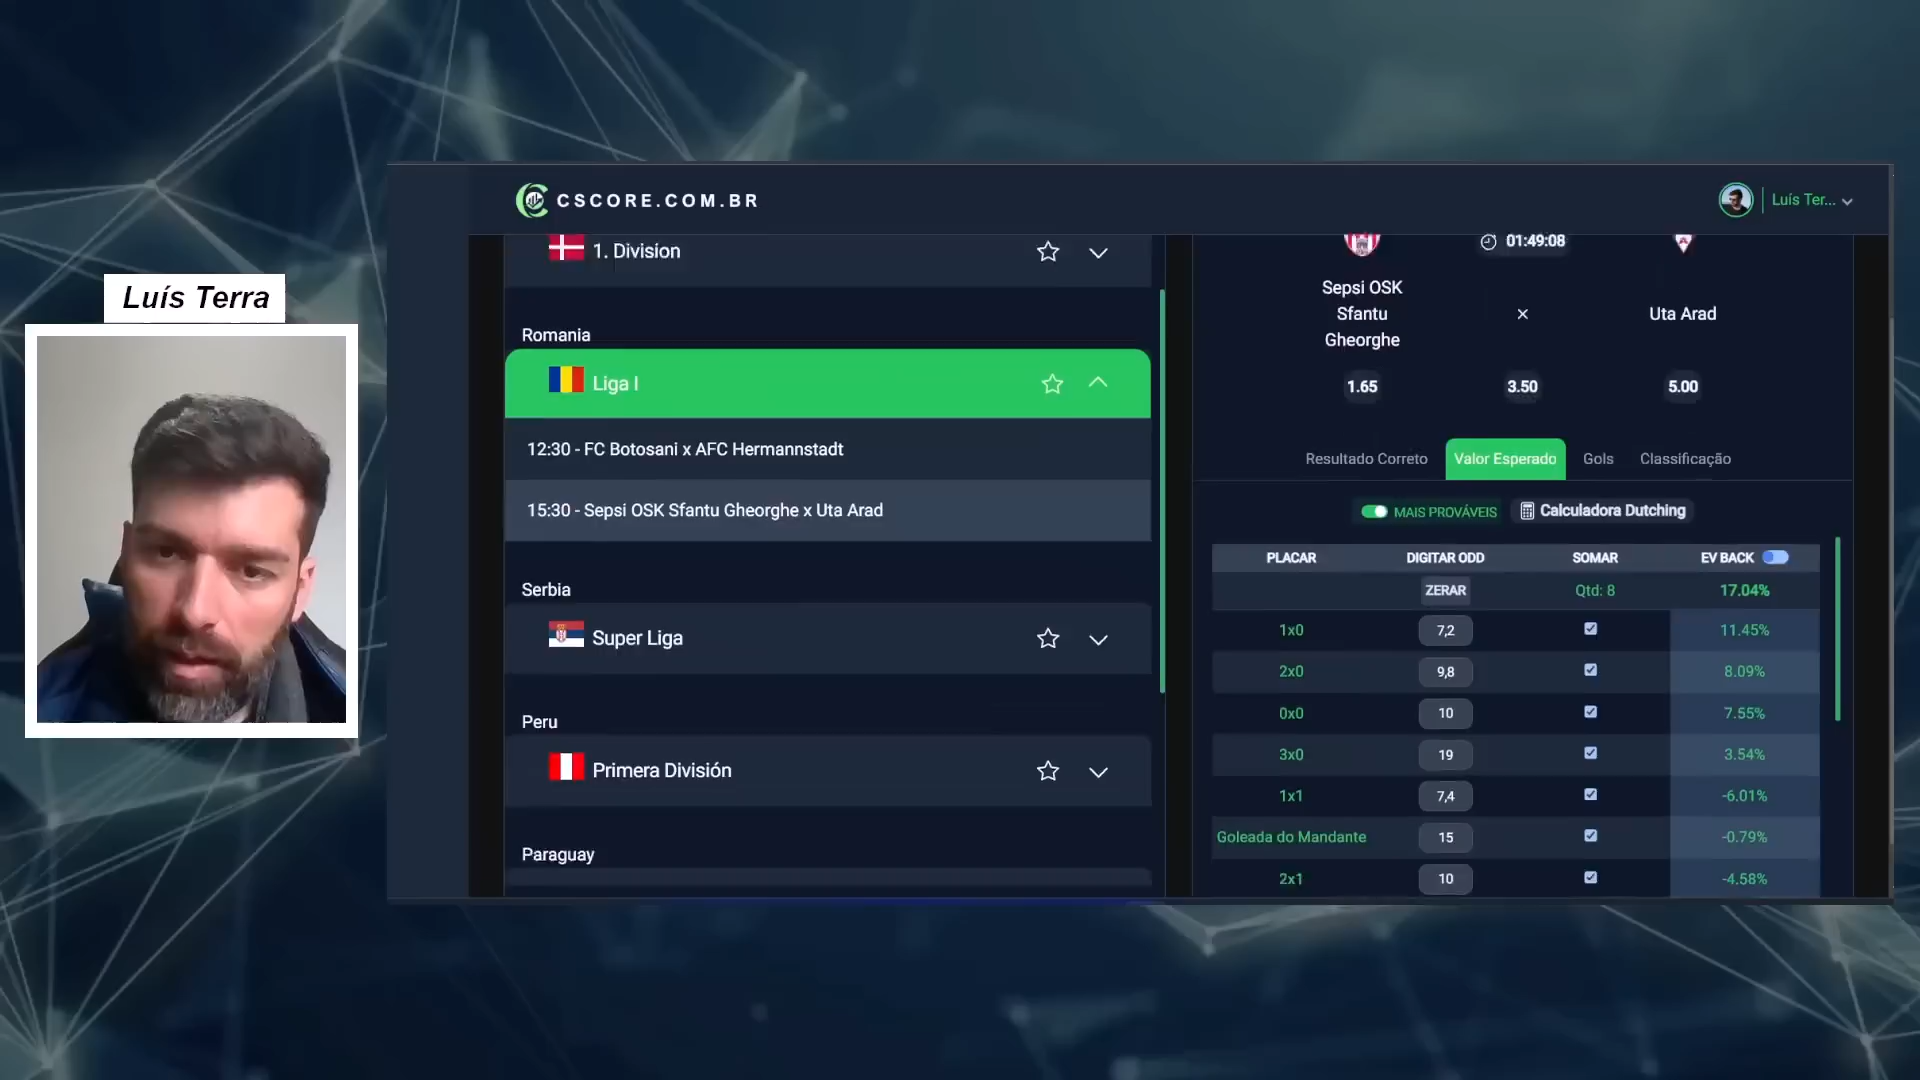 Luís Terra
CSCORE.COM.BR
Luís Ter...
1. Division
Romania
Liga I
12:30 - FC Botosani x AFC Hermannstadt
15:30 - Sepsi OSK Sfantu Gheorghe x Uta Arad
Serbia
Super Liga
Peru
Primera División
Paraguay
01:49:08
Sepsi OSK
Sfantu
Gheorghe
×
Uta Arad
1.65 3.50 5.00
Resultado Correto Valor Esperado Gols Classificação
MAIS PROVÁVEIS Calculadora Dutching
PLACAR DIGITAR ODD SOMAR EV BACK
ZERAR Qtd: 8 17.04%
1x0 7,2 11.45%
2x0 9,8 8.09%
0x0 10 7.55%
3x0 19 3.54%
1x1 7,4 -6.01%
Goleada do Mandante 15 -0.79%
2x1 10 -4.58%